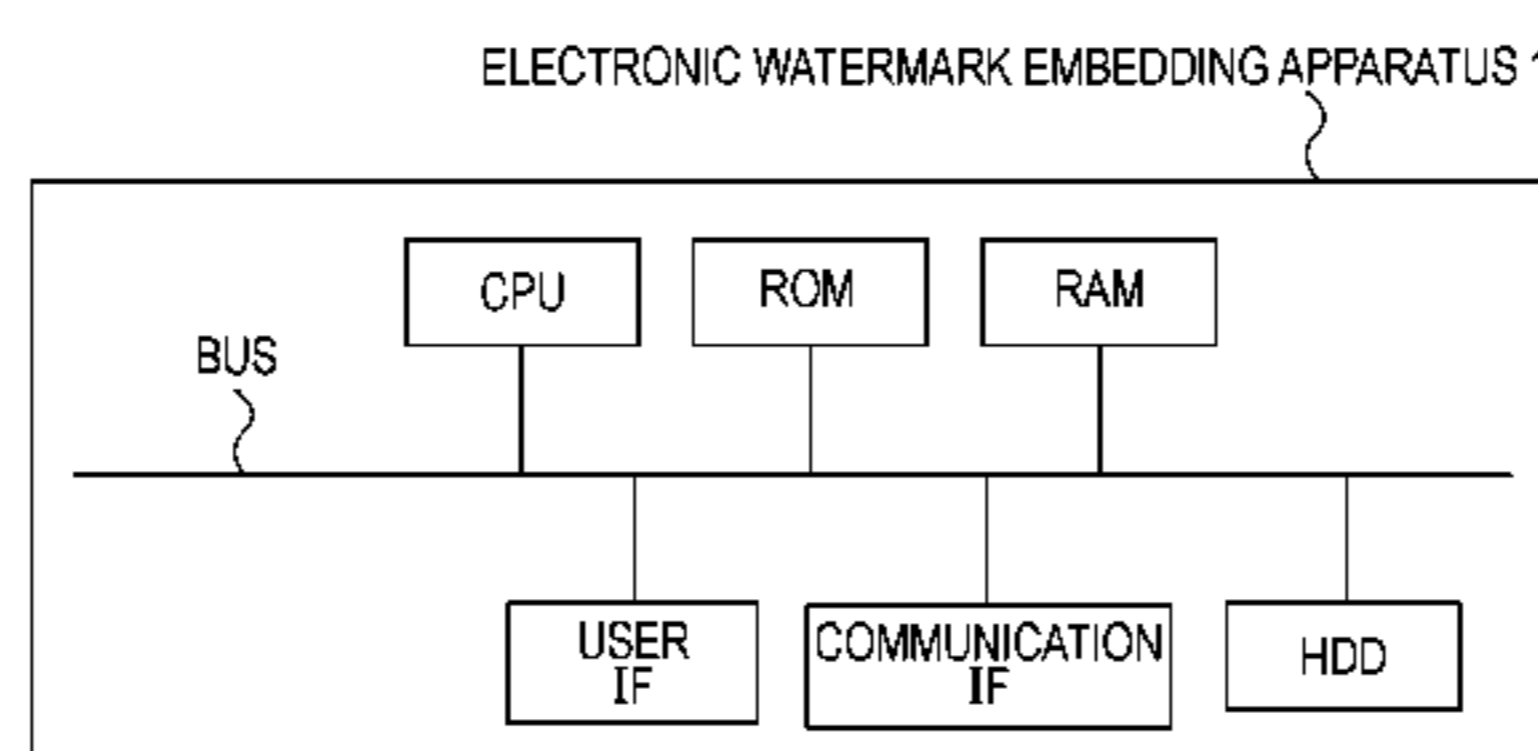 ELECTRONIC WATERMARK EMBEDDING APPARATUS
CPU
ROM
RAM
BUS
USER
IF
COMMUNICATION
IF
HDD